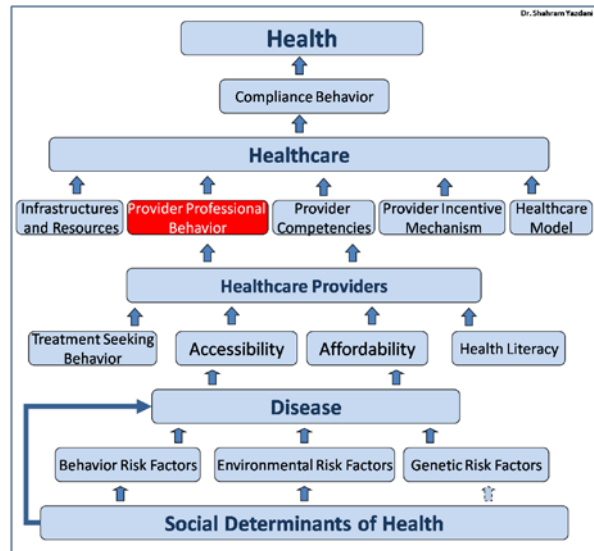 Dr. Shahram Yazdani
Health
Compliance Behavior
Healthcare
Infrastructures
and Resources
Provider Professional
Behavior
Provider
Competencies
Provider Incentive
Mechanism
Healthcare
Model
Healthcare Providers
Treatment Seeking
Behavior
Accessibility
Affordability
Health Literacy
Disease
Behavior Risk Factors
Environmental Risk Factors
Genetic Risk Factors
Social Determinants of Health